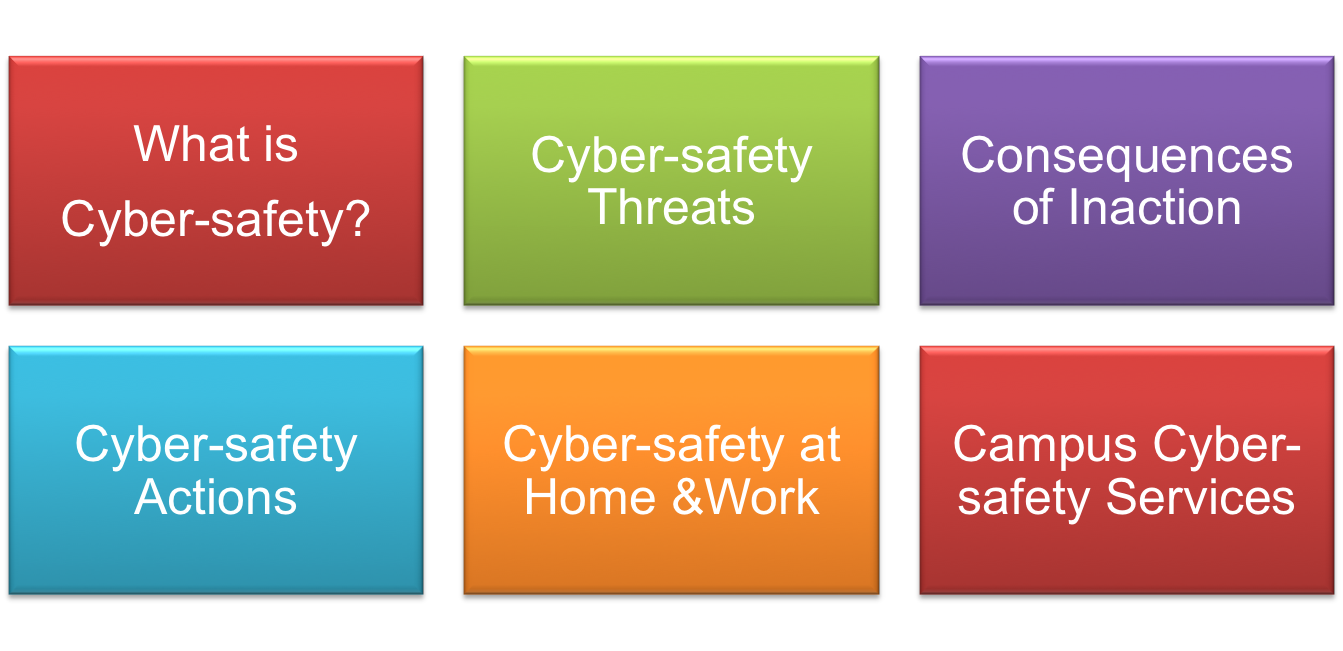 What is
Cyber-safety?
Cyber-safety
Threats
Consequences
of Inaction
Cyber-safety
Actions
Cyber-safety at
Home &Work
Campus Cyber-
safety Services